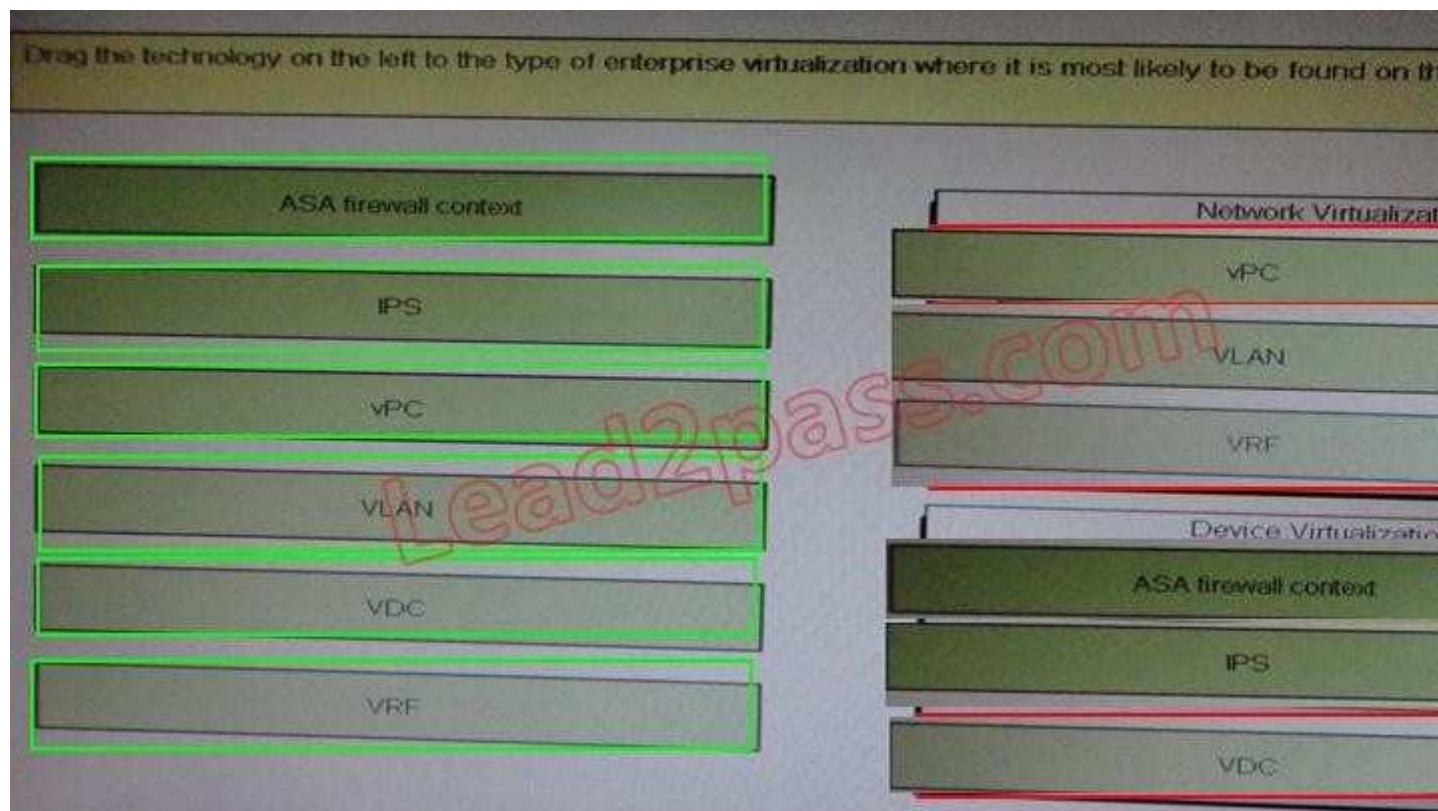 Drag the technology on the left to the type of enterprise virtualization where it is most likely to be found on th
ASA firewall context
IPS
vPC
VLAN
VDC
VRF
Network Virtualizat
vPC
VLAN
VRF
Device Virtualizatio
ASA firewall context
IPS
VDC
Lead2pass.com